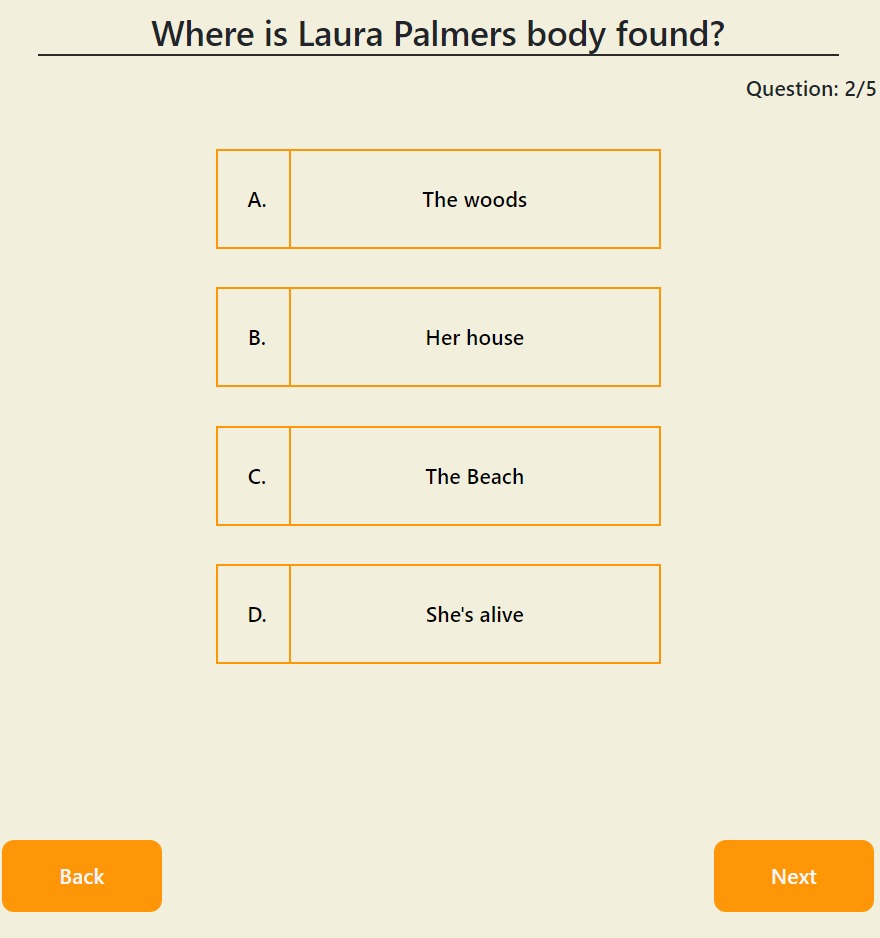 Where is Laura Palmers body found?
Question: 2/5
A. The woods
B. Her house
C. The Beach
D. She's alive
Back Next